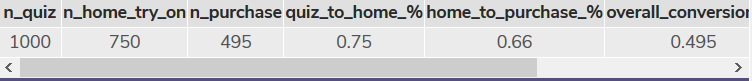 n_quiz n_home_try_on n_purchase quiz_to_home_% home_to_purchase_% overall_conversion
1000 750 495 0.75 0.66 0.495